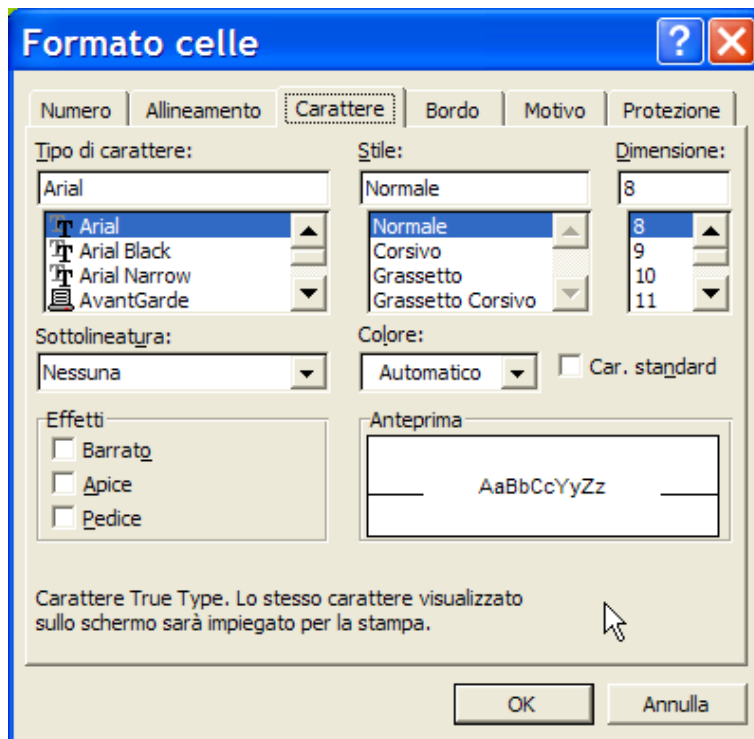 Formato celle
Numero Allineamento Carattere Bordo Motivo Protezione
Tipo di carattere: Stile: Dimensione:
Arial Normale 8
Arial Normale 8
Arial Black Corsivo 9
Arial Narrow Grassetto 10
AvantGarde Grassetto Corsivo 11
Sottolineatura: Colore:
Nessuna Automatico Car. standard
Effetti Anteprima
Barrato
Apice AaBbCcYyZz
Pedice
Carattere True Type. Lo stesso carattere visualizzato
sullo schermo sarà impiegato per la stampa.
OK Annulla